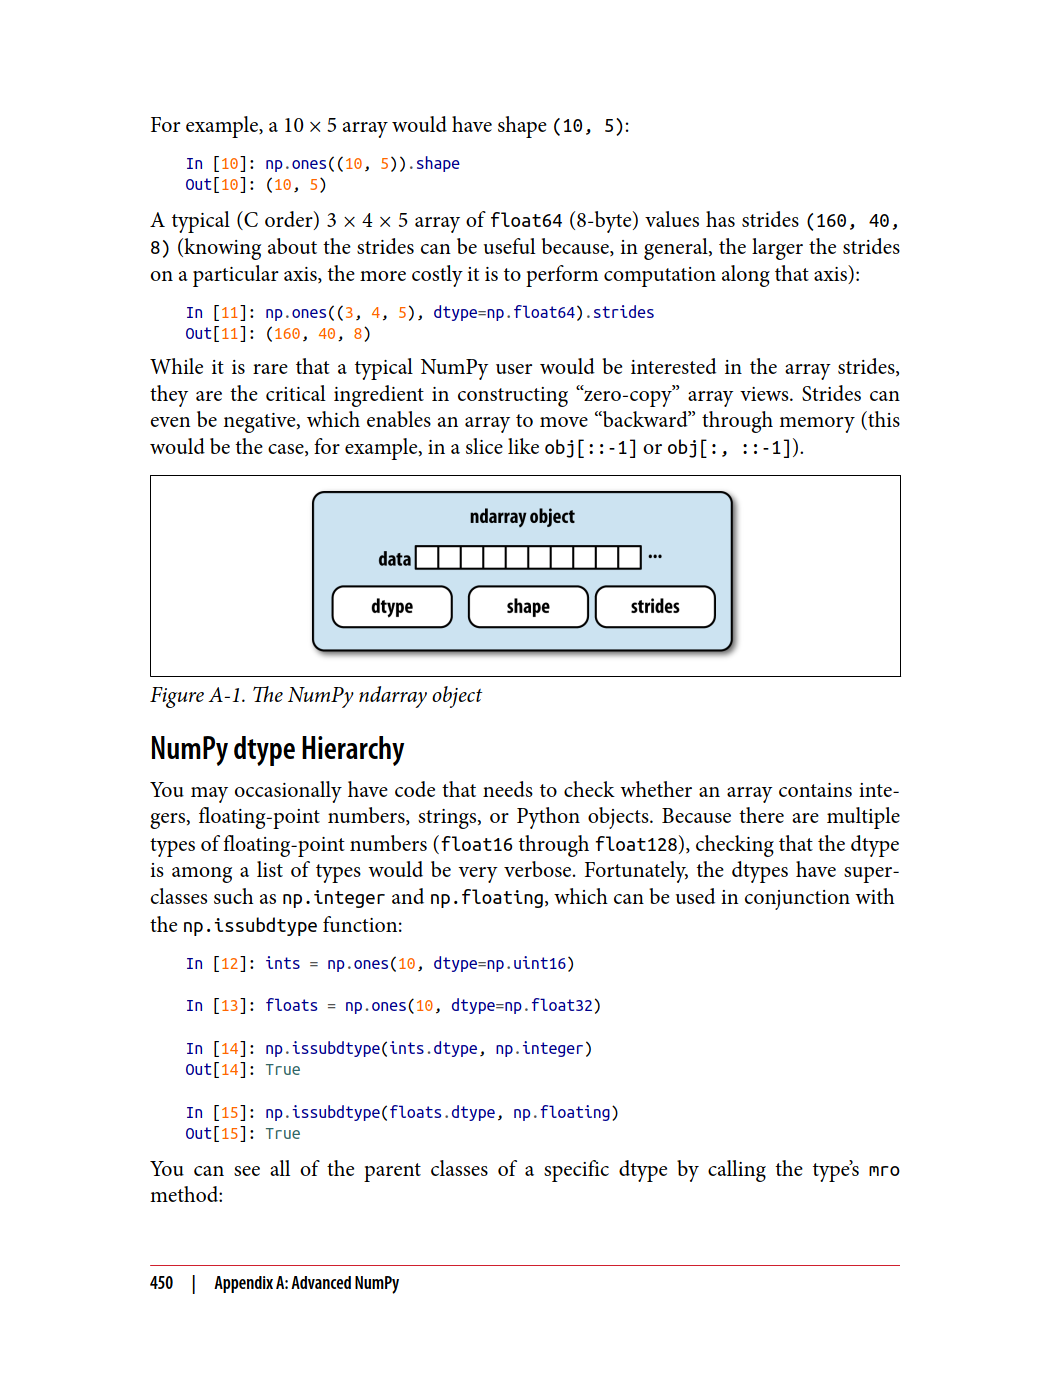 For example, a 10 × 5 array would have shape (10, 5):
In [10]: np.ones((10, 5)).shape
Out[10]: (10, 5)
A typical (C order) 3 × 4 × 5 array of float64 (8-byte) values has strides (160, 40,
8) (knowing about the strides can be useful because, in general, the larger the strides
on a particular axis, the more costly it is to perform computation along that axis):
In [11]: np.ones((3, 4, 5), dtype=np.float64).strides
Out[11]: (160, 40, 8)
While it is rare that a typical NumPy user would be interested in the array strides,
they are the critical ingredient in constructing “zero-copy” array views. Strides can
even be negative, which enables an array to move “backward” through memory (this
would be the case, for example, in a slice like obj[::-1] or obj[:, ::-1]).
ndarray object
data ...
dtype shape strides
Figure A-1. The NumPy ndarray object
NumPy dtype Hierarchy
You may occasionally have code that needs to check whether an array contains inte-
gers, floating-point numbers, strings, or Python objects. Because there are multiple
types of floating-point numbers (float16 through float128), checking that the dtype
is among a list of types would be very verbose. Fortunately, the dtypes have super-
classes such as np.integer and np.floating, which can be used in conjunction with
the np.issubdtype function:
In [12]: ints = np.ones(10, dtype=np.uint16)
In [13]: floats = np.ones(10, dtype=np.float32)
In [14]: np.issubdtype(ints.dtype, np.integer)
Out[14]: True
In [15]: np.issubdtype(floats.dtype, np.floating)
Out[15]: True
You can see all of the parent classes of a specific dtype by calling the type’s mro
method:
450 | Appendix A: Advanced NumPy